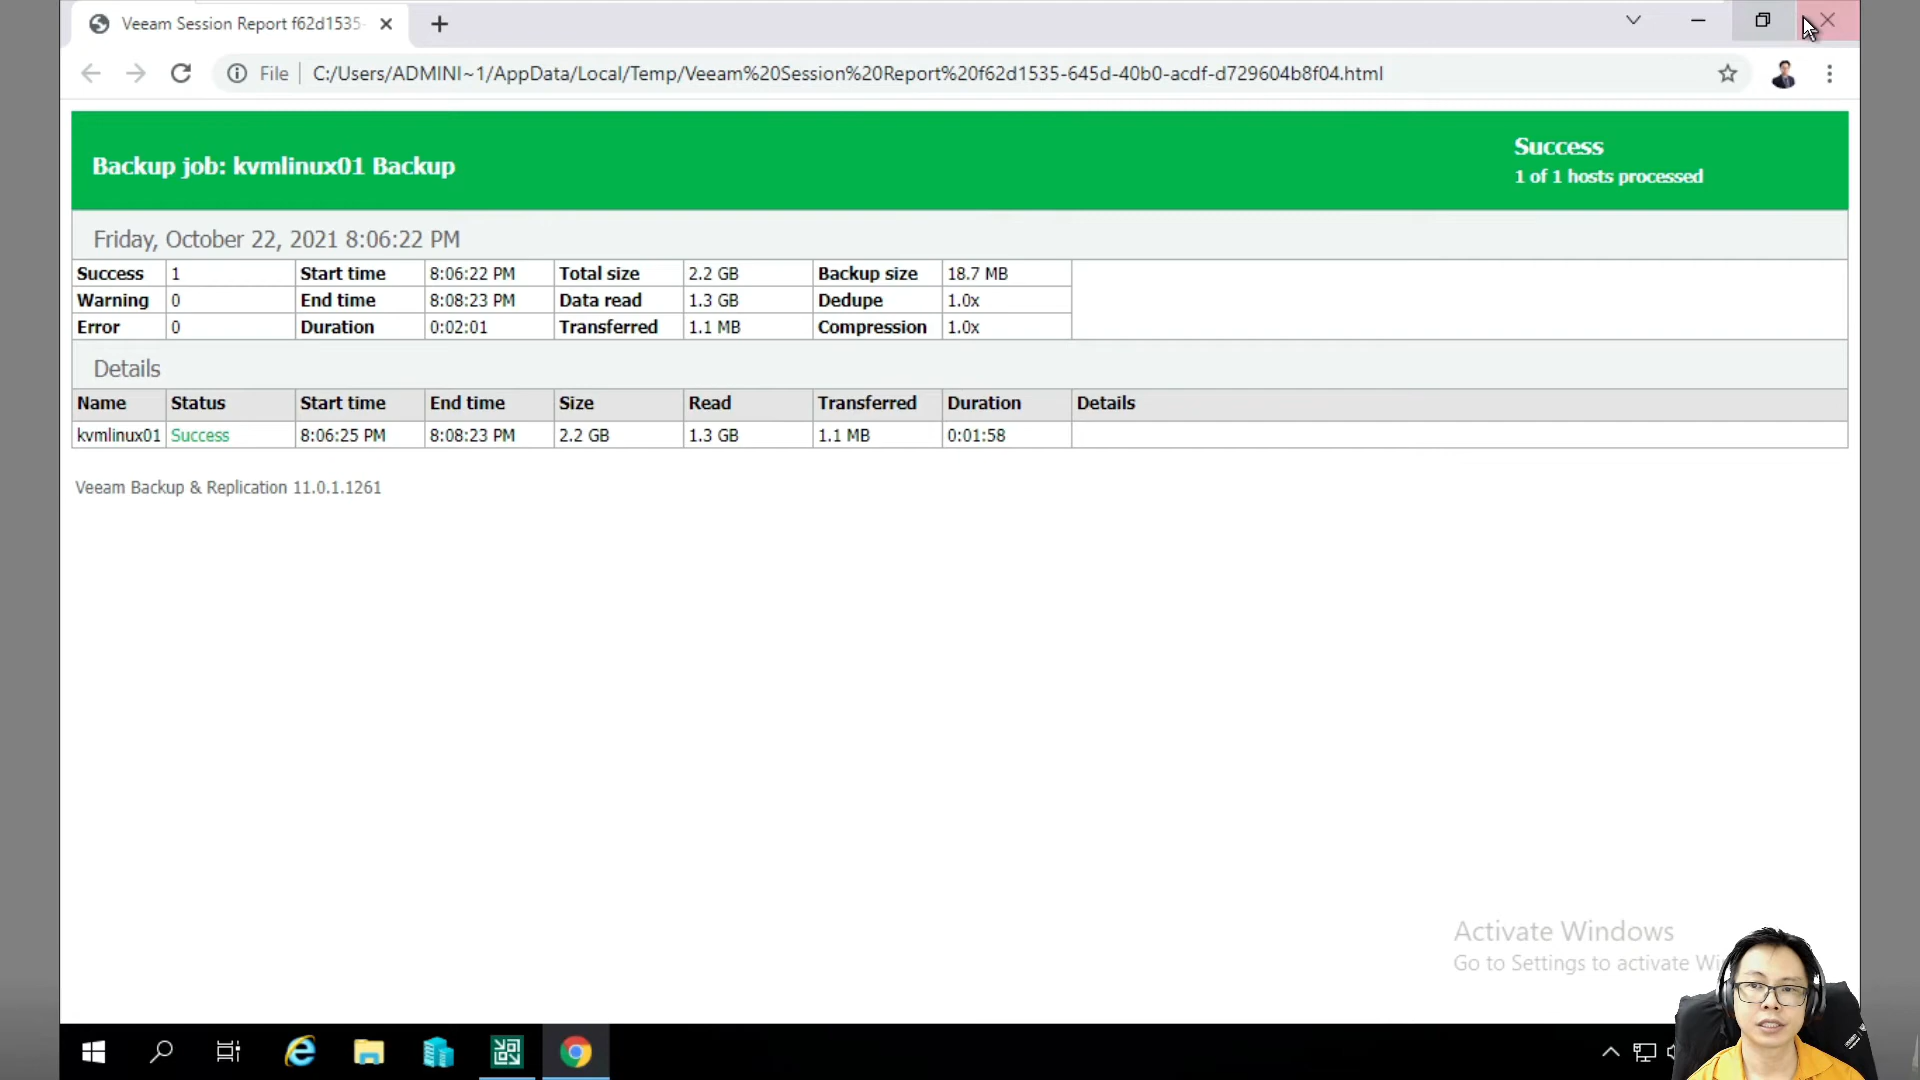 Veeam Session Report f62d1535-
File
C:/Users/ADMINI~1/AppData/Local/Temp/Veeam%20Session%20Report%20f62d1535-645d-40b0-acdf-d729604b8f04.html
Backup job: kvmlinux01 Backup
Success
1 of 1 hosts processed
Friday, October 22, 2021 8:06:22 PM
Success 1 Start time 8:06:22 PM Total size 2.2 GB Backup size 18.7 MB
Warning 0 End time 8:08:23 PM Data read 1.3 GB Dedupe 1.0x
Error 0 Duration 0:02:01 Transferred 1.1 MB Compression 1.0x
Details
Name Status Start time End time Size Read Transferred Duration Details
kvmlinux01 Success 8:06:25 PM 8:08:23 PM 2.2 GB 1.3 GB 1.1 MB 0:01:58
Veeam Backup & Replication 11.0.1.1261
Activate Windows
Go to Settings to activate Wi